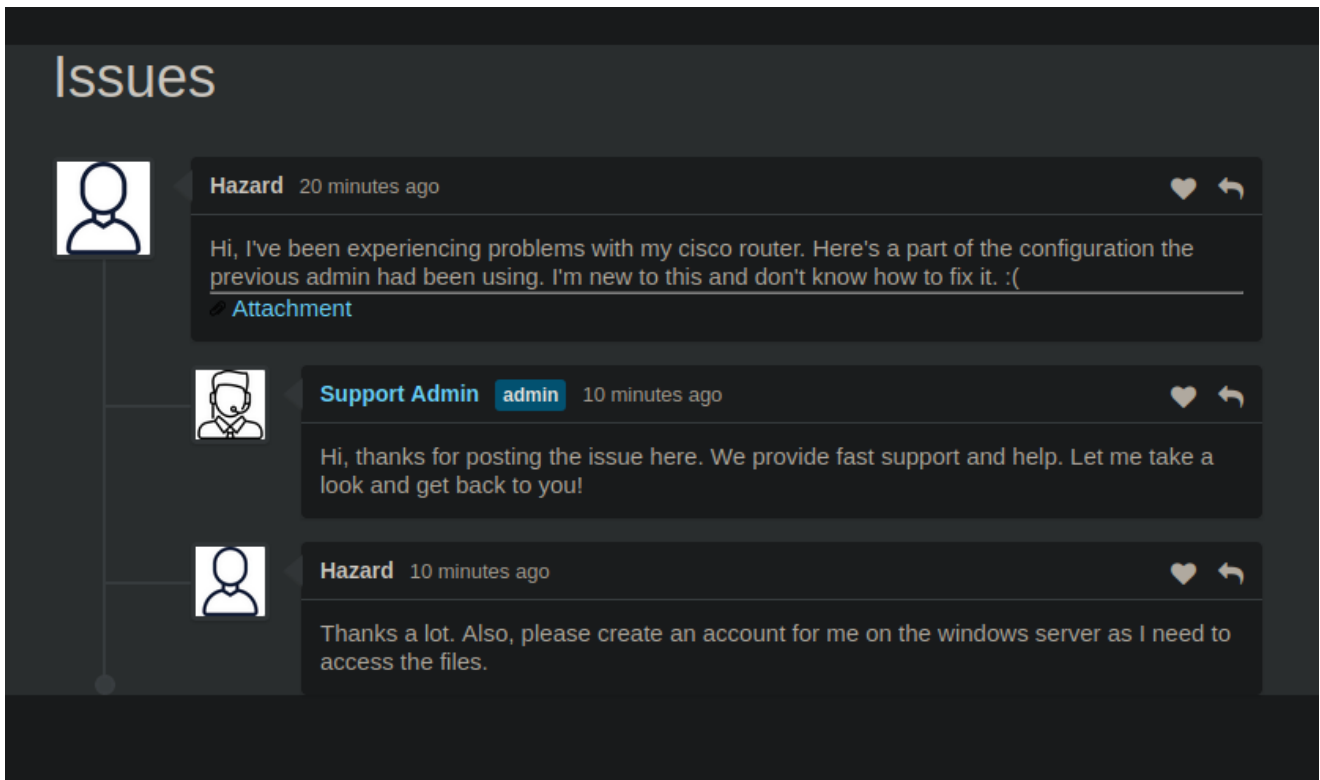 Issues
Hazard 20 minutes ago
Hi, I've been experiencing problems with my cisco router. Here's a part of the configuration the
previous admin had been using. I'm new to this and don't know how to fix it. :(
Attachment
Support Admin admin 10 minutes ago
Hi, thanks for posting the issue here. We provide fast support and help. Let me take a
look and get back to you!
Hazard 10 minutes ago
Thanks a lot. Also, please create an account for me on the windows server as I need to
access the files.